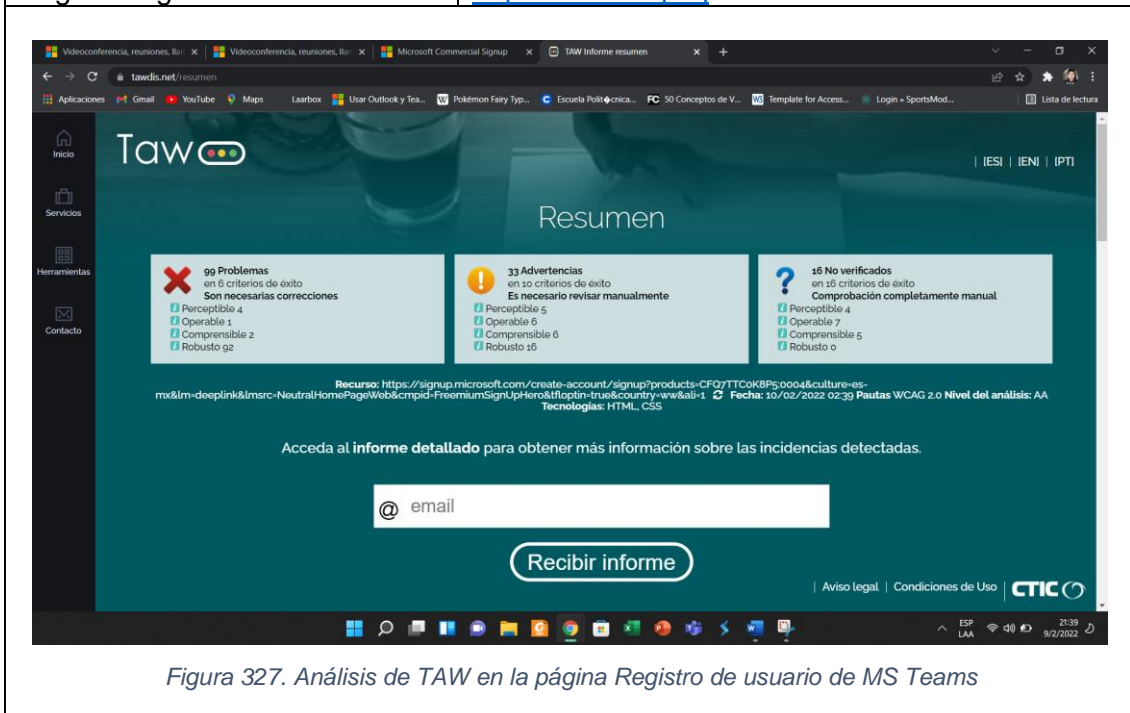 Videoconferencia, reuniones, llan
Videoconferencia, reuniones, llan
Microsoft Commercial Signup
TAW Informe resumen
tawdis.net/resumen
Aplicaciones
Gmail
YouTube
Maps
Laarbox
Usar Outlook y Tea...
Pokémon Fairy Typ...
Escuela Polit�cnica...
50 Conceptos de V...
Template for Access...
Login » SportsMod...
Lista de lectura
Inicio
Servicios
Herramientas
Contacto
Taw
| [ES] | [EN] | [PT]
Resumen
99 Problemas
en 6 criterios de éxito
Son necesarias correcciones
Perceptible 4
Operable 1
Comprensible 2
Robusto 92
33 Advertencias
en 10 criterios de éxito
Es necesario revisar manualmente
Perceptible 5
Operable 6
Comprensible 6
Robusto 16
16 No verificados
en 16 criterios de éxito
Comprobación completamente manual
Perceptible 4
Operable 7
Comprensible 5
Robusto 0
Recurso: https://signup.microsoft.com/create-account/signup?products=CFQ7TTC0K8P5:0004&culture=es-
mx&lm=deeplink&lmsrc=NeutralHomePageWeb&cmpid=FreemiumSignUpHero&tfloptin=true&country=ww&ali=1 Fecha: 10/02/2022 02:39 Pautas WCAG 2.0 Nivel del análisis: AA
Tecnologías: HTML, CSS
Acceda al informe detallado para obtener más información sobre las incidencias detectadas.
@ email
Recibir informe
| Aviso legal | Condiciones de Uso | CTIC
ESP
LAA
21:39
9/2/2022
Figura 327. Análisis de TAW en la página Registro de usuario de MS Teams